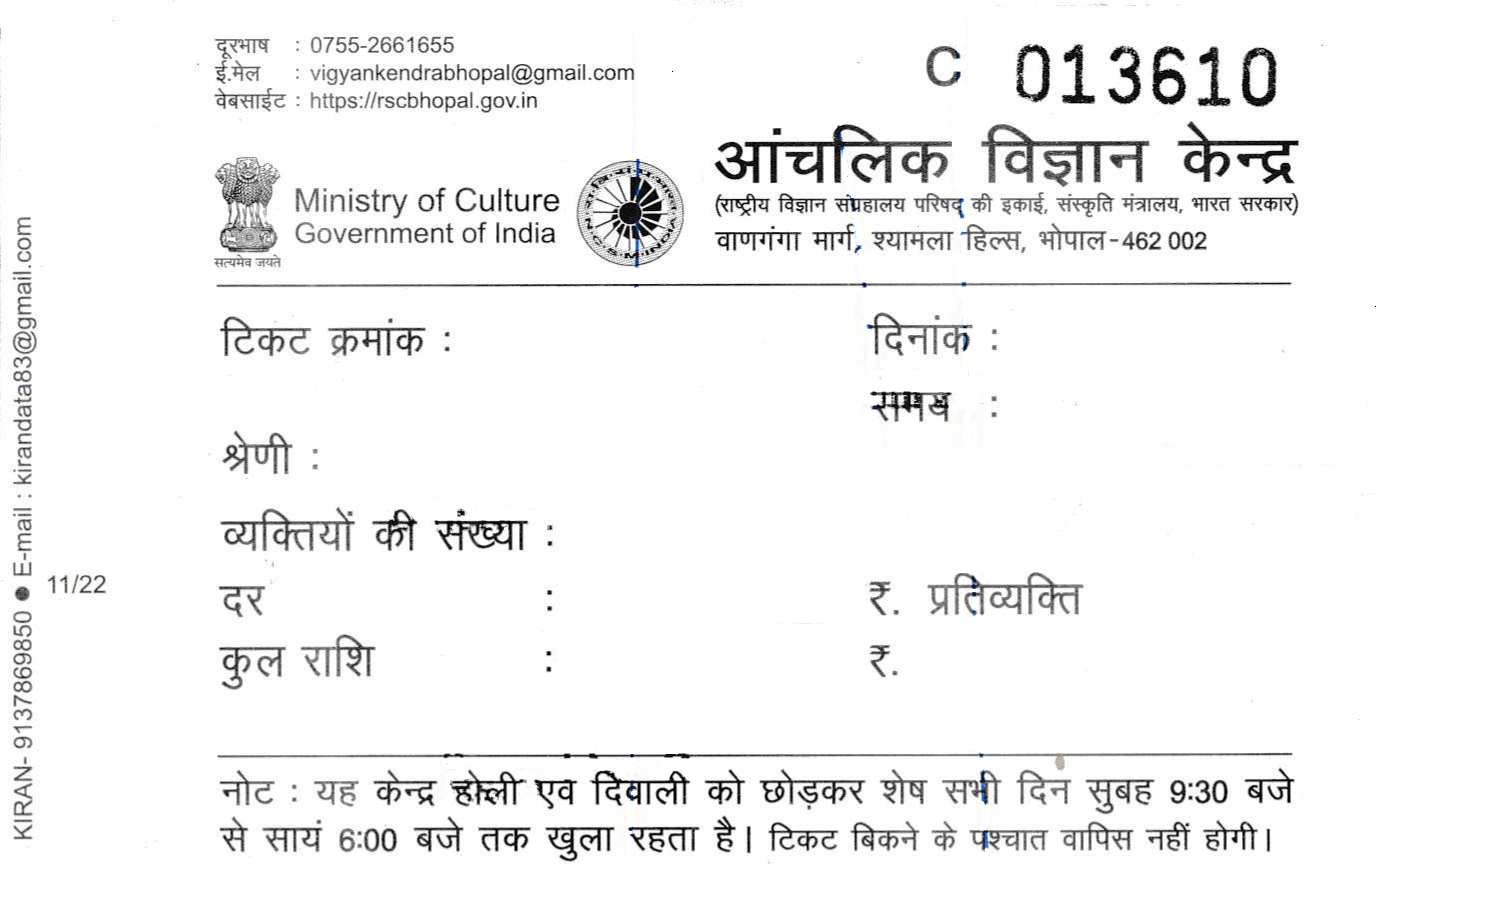 दूरभाष : 0755-2661655
ई.मेल : vigyankendrabhopal@gmail.com
वेबसाईट : https://rscbhopal.gov.in
C 013610
सत्यमेव जयते
Ministry of Culture
Government of India
आंचलिक विज्ञान केन्द्र
(राष्ट्रीय विज्ञान संग्रहालय परिषद् की इकाई, संस्कृति मंत्रालय, भारत सरकार)
वाणगंगा मार्ग, श्यामला हिल्स, भोपाल-462 002
टिकट क्रमांक :
दिनांक :
समय :
श्रेणी :
व्यक्तियों की संख्या :
दर : ₹. प्रतिव्यक्ति
कुल राशि : ₹.
नोट : यह केन्द्र होली एव दिवाली को छोड़कर शेष सभी दिन सुबह 9:30 बजे
से सायं 6:00 बजे तक खुला रहता है। टिकट बिकने के पश्चात वापिस नहीं होगी।
KIRAN- 9137869850 ● E-mail : kirandata83@gmail.com
11/22